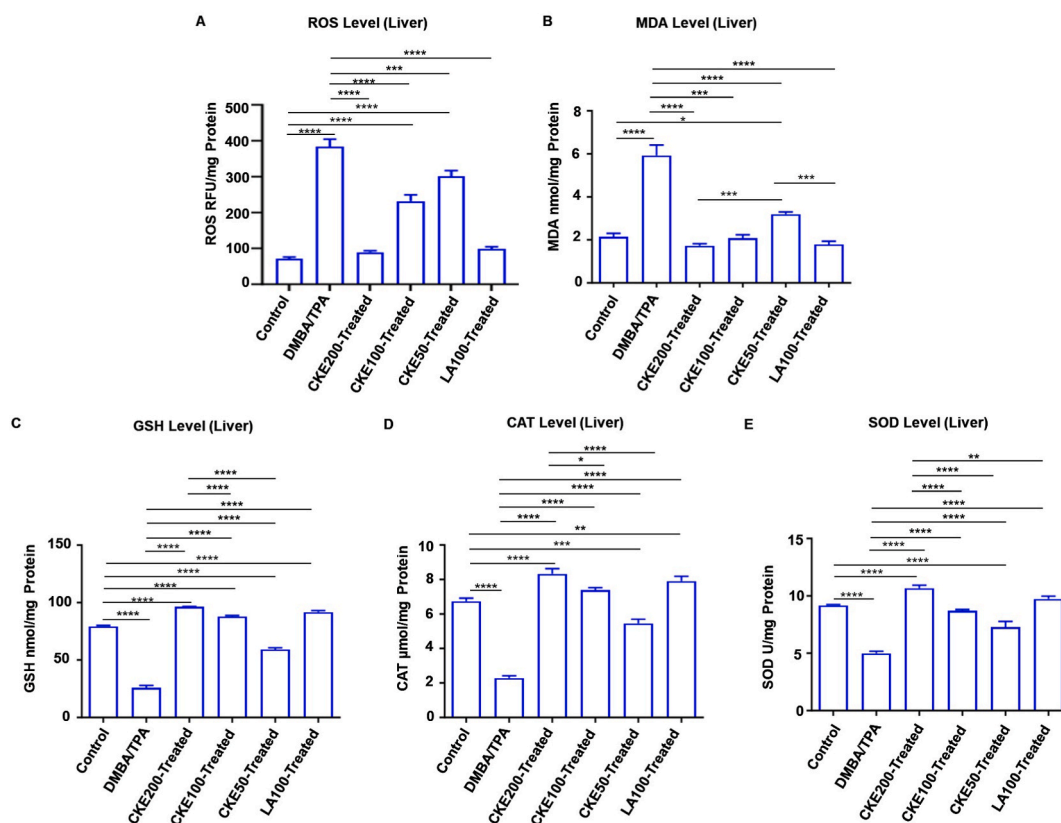 A
ROS Level (Liver)
****
***
****
****
****
****
****
ROS RFU/mg Protein
500
400
300
200
100
0
Control
DMBA/TPA
CKE200-Treated
CKE100-Treated
CKE50-Treated
LA100-Treated
B
MDA Level (Liver)
****
****
***
****
*
****
***
***
MDA nmol/mg Protein
8
6
4
2
0
Control
DMBA/TPA
CKE200-Treated
CKE100-Treated
CKE50-Treated
LA100-Treated
C
GSH Level (Liver)
****
****
****
****
****
****
****
****
****
****
****
GSH nmol/mg Protein
150
100
50
0
Control
DMBA/TPA
CKE200-Treated
CKE100-Treated
CKE50-Treated
LA100-Treated
D
CAT Level (Liver)
****
*
****
****
****
****
**
***
****
****
CAT µmol/mg Protein
10
8
6
4
2
0
Control
DMBA/TPA
CKE200-Treated
CKE100-Treated
CKE50-Treated
LA100-Treated
E
SOD Level (Liver)
**
****
****
****
****
****
****
****
****
****
SOD U/mg Protein
15
10
5
0
Control
DMBA/TPA
CKE200-Treated
CKE100-Treated
CKE50-Treated
LA100-Treated